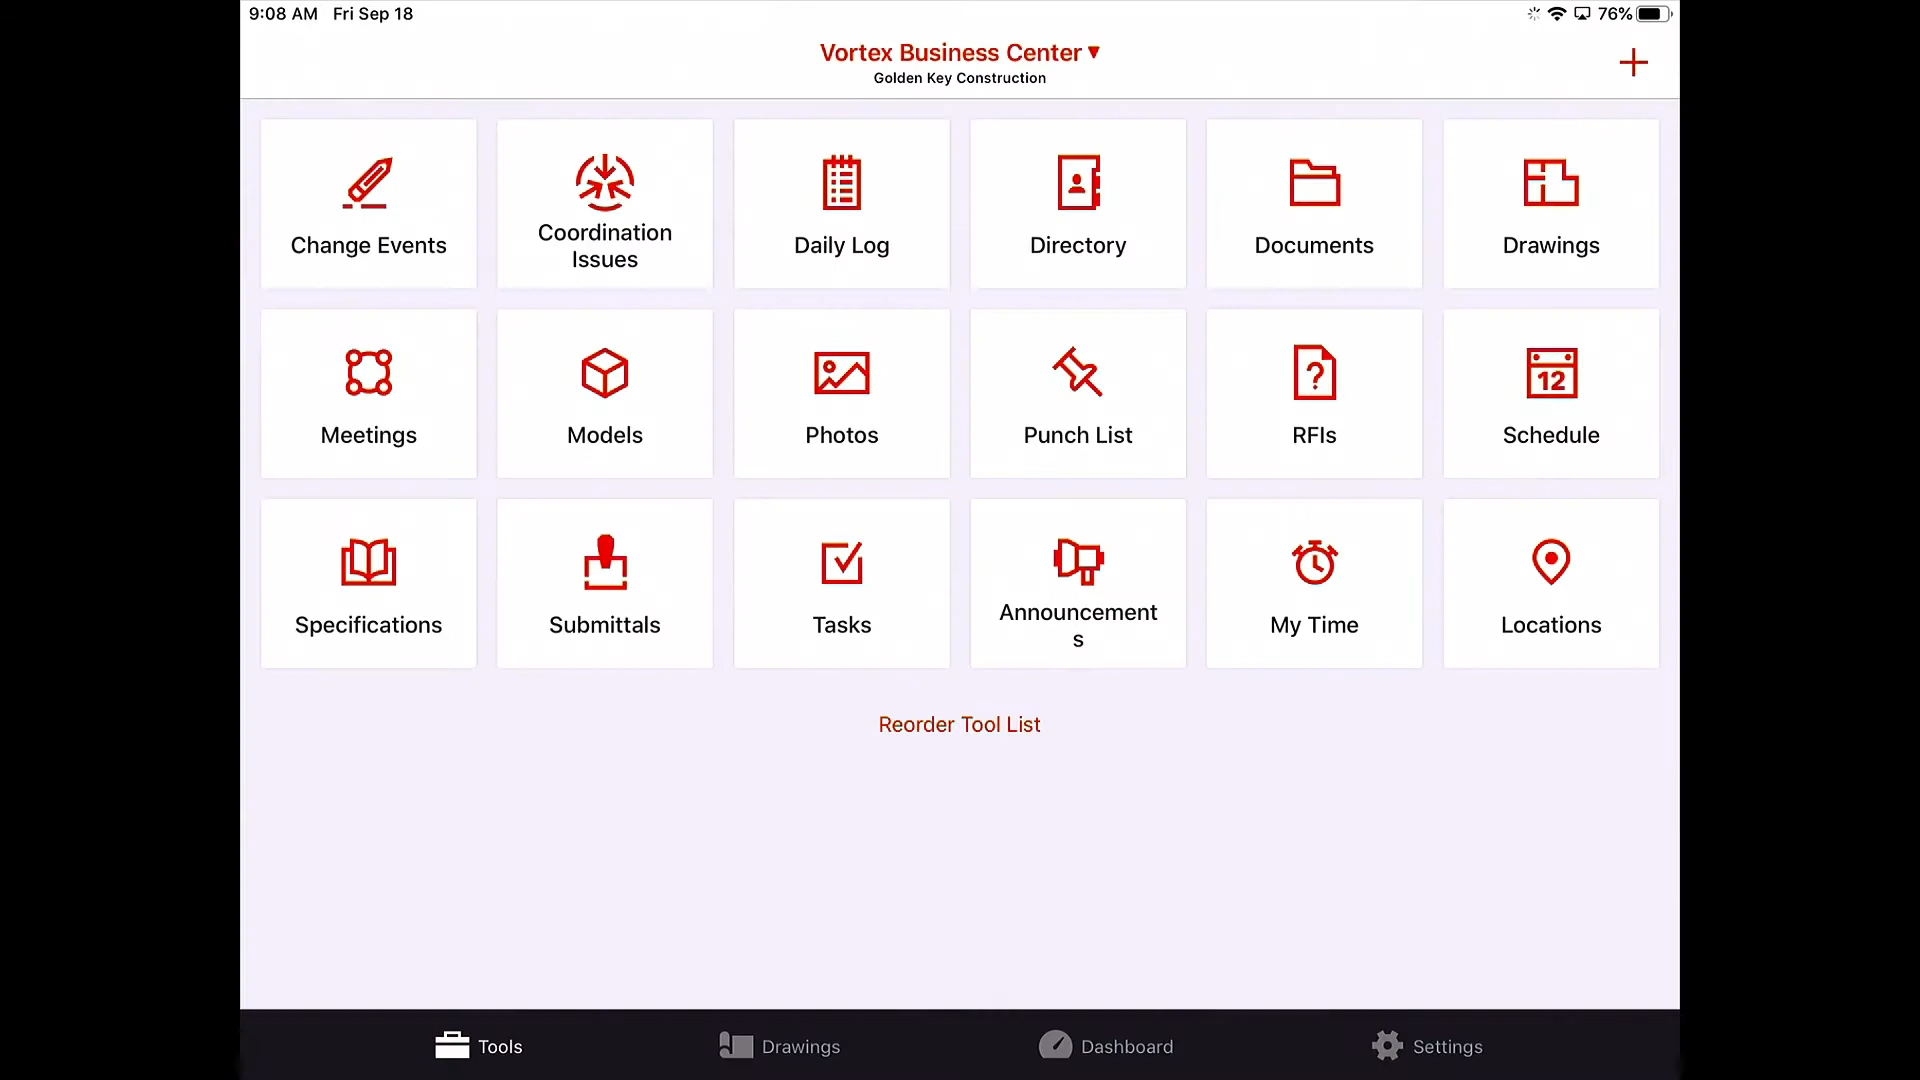 9:08 AM Fri Sep 18
76%
Vortex Business Center ▼
Golden Key Construction
Change Events
Coordination
Issues
Daily Log
Directory
Documents
Drawings
Meetings
Models
Photos
Punch List
RFIs
12
Schedule
Specifications
Submittals
Tasks
Announcement
s
My Time
Locations
Reorder Tool List
Tools
Drawings
Dashboard
Settings